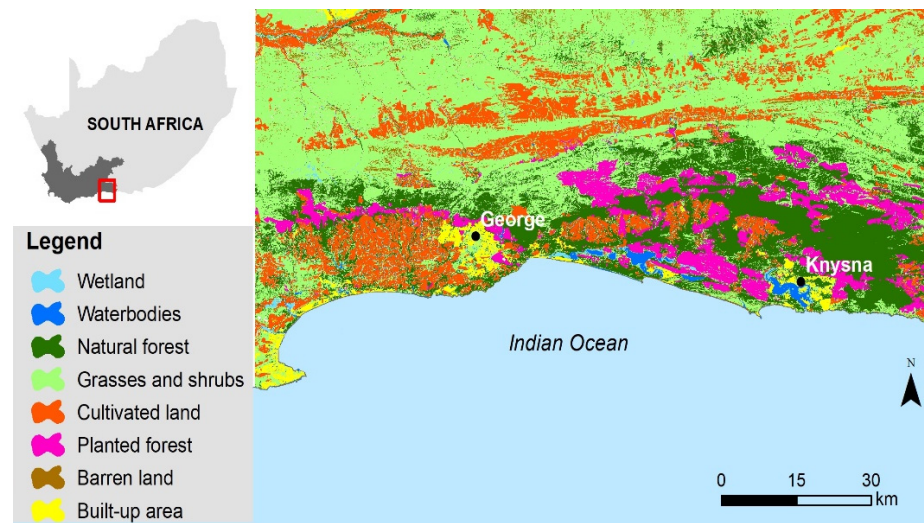 SOUTH AFRICA
Legend
Wetland
Waterbodies
Natural forest
Grasses and shrubs
Cultivated land
Planted forest
Barren land
Built-up area
George
Knysna
Indian Ocean
N
0 15 30
km